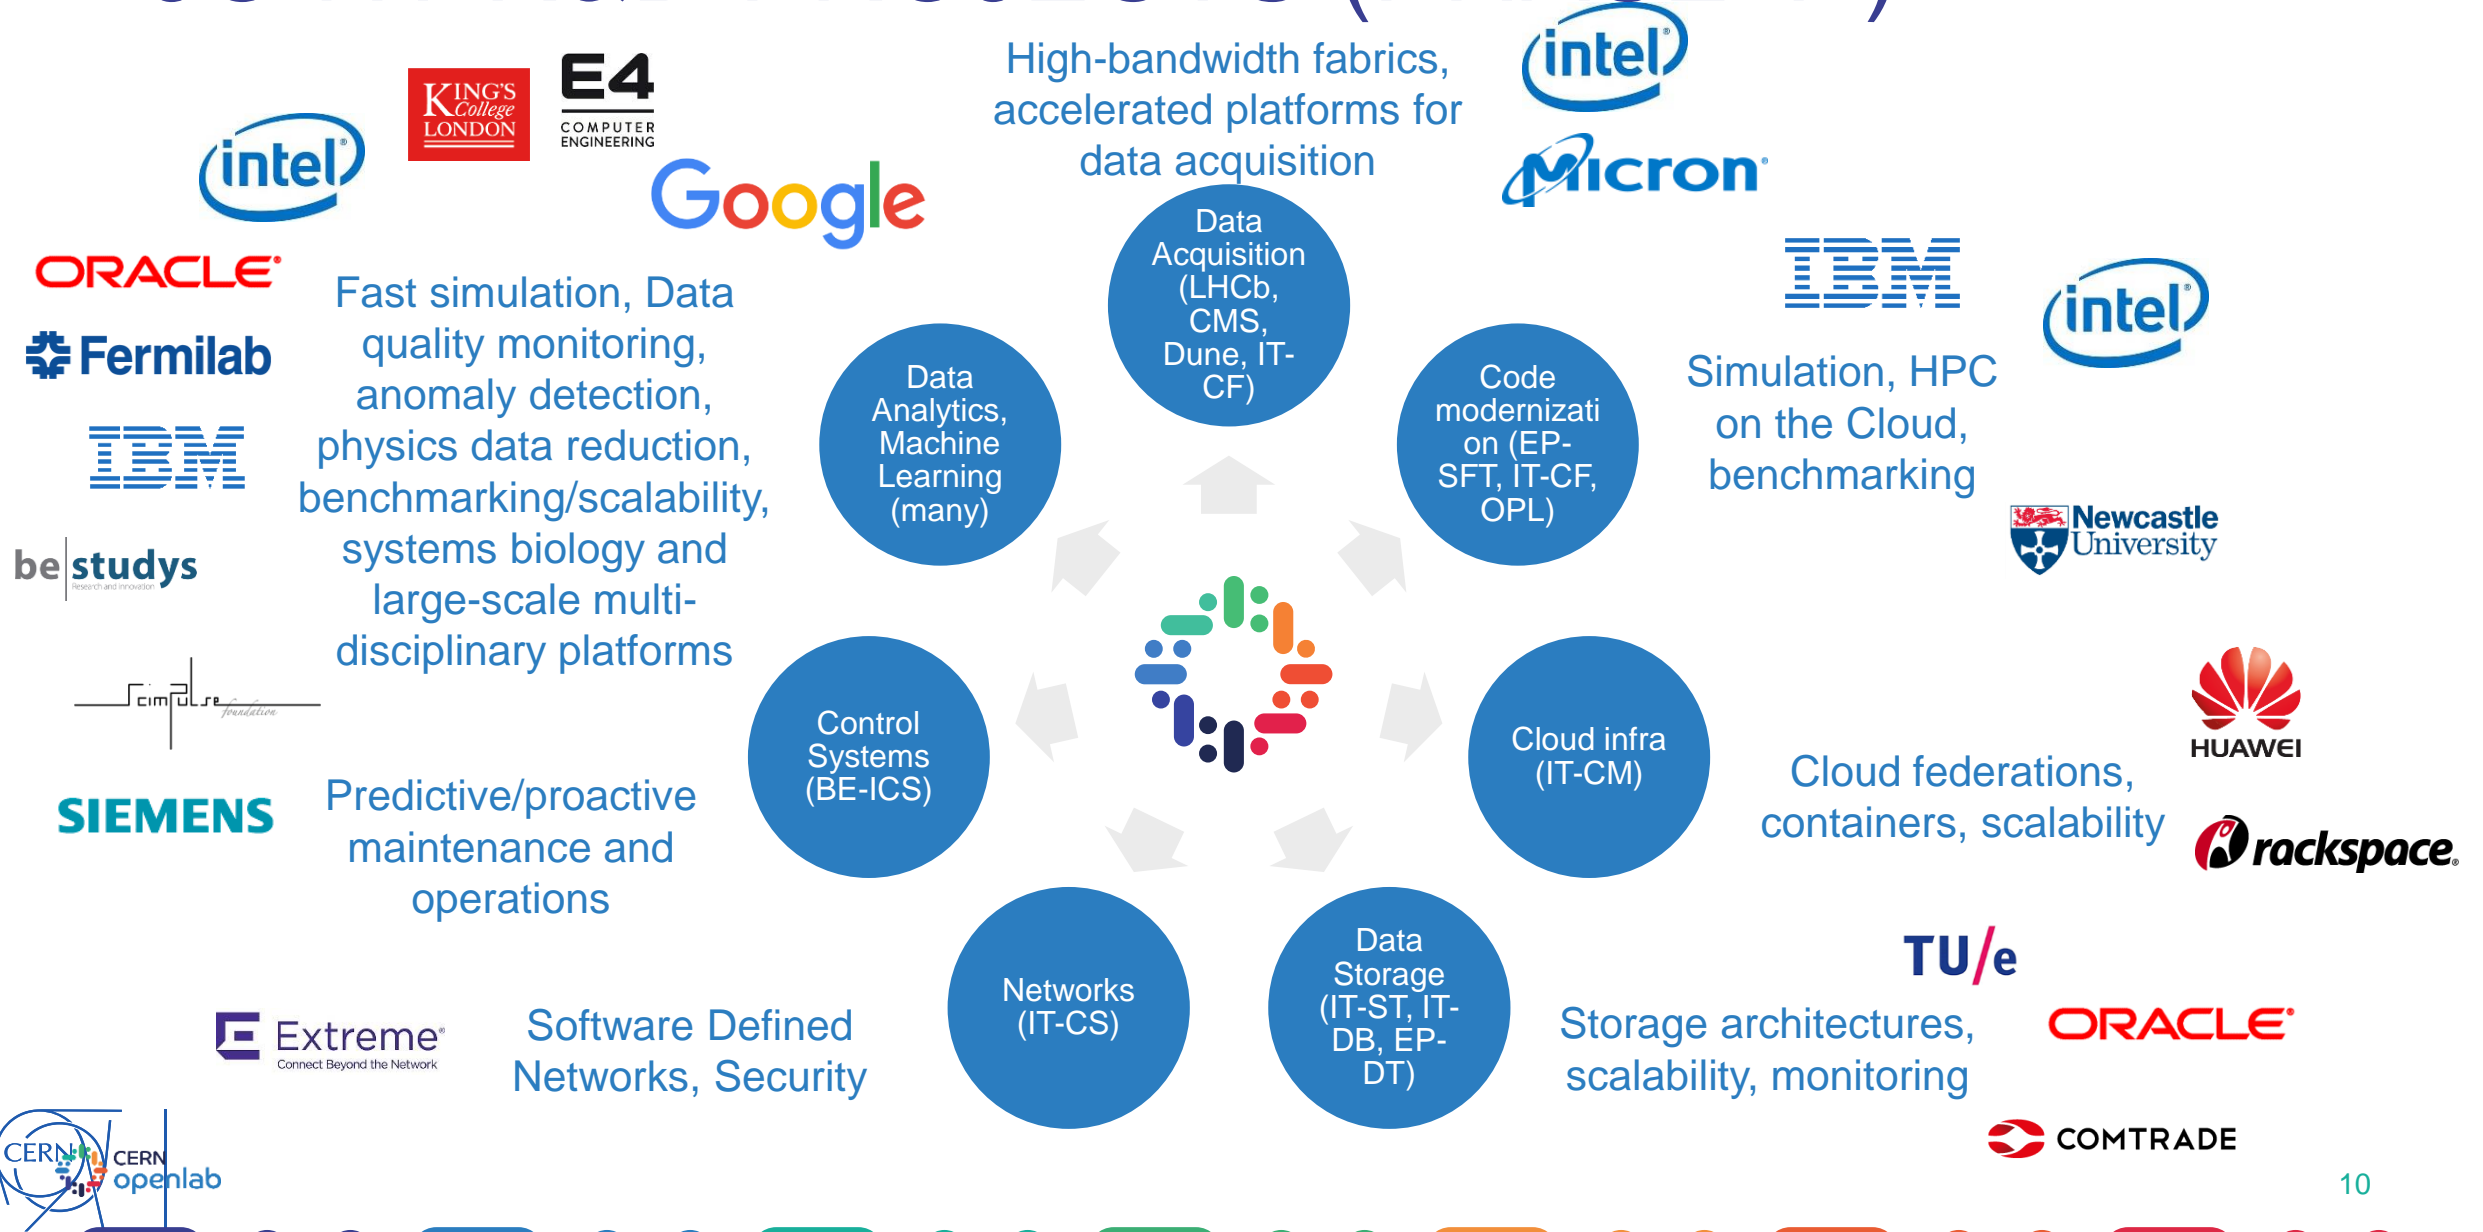 High-bandwidth fabrics,
accelerated platforms for
data acquisition
intel
Micron
KING'S
College
LONDON
E4
COMPUTER
ENGINEERING
intel
Google
ORACLE
Fermilab
IBM
be studys
Research and innovation
scimpulse
foundation
SIEMENS
Fast simulation, Data
quality monitoring,
anomaly detection,
physics data reduction,
benchmarking/scalability,
systems biology and
large-scale multi-
disciplinary platforms
Data
Analytics,
Machine
Learning
(many)
Data
Acquisition
(LHCb,
CMS,
Dune, IT-
CF)
Code
modernizati
on (EP-
SFT, IT-CF,
OPL)
IBM
intel
Simulation, HPC
on the Cloud,
benchmarking
Newcastle
University
Control
Systems
(BE-ICS)
Predictive/proactive
maintenance and
operations
Cloud infra
(IT-CM)
Cloud federations,
containers, scalability
HUAWEI
rackspace
Networks
(IT-CS)
Software Defined
Networks, Security
Extreme
Connect Beyond the Network
Data
Storage
(IT-ST, IT-
DB, EP-
DT)
Storage architectures,
scalability, monitoring
TU/e
ORACLE
COMTRADE
CERN
CERN
openlab
10